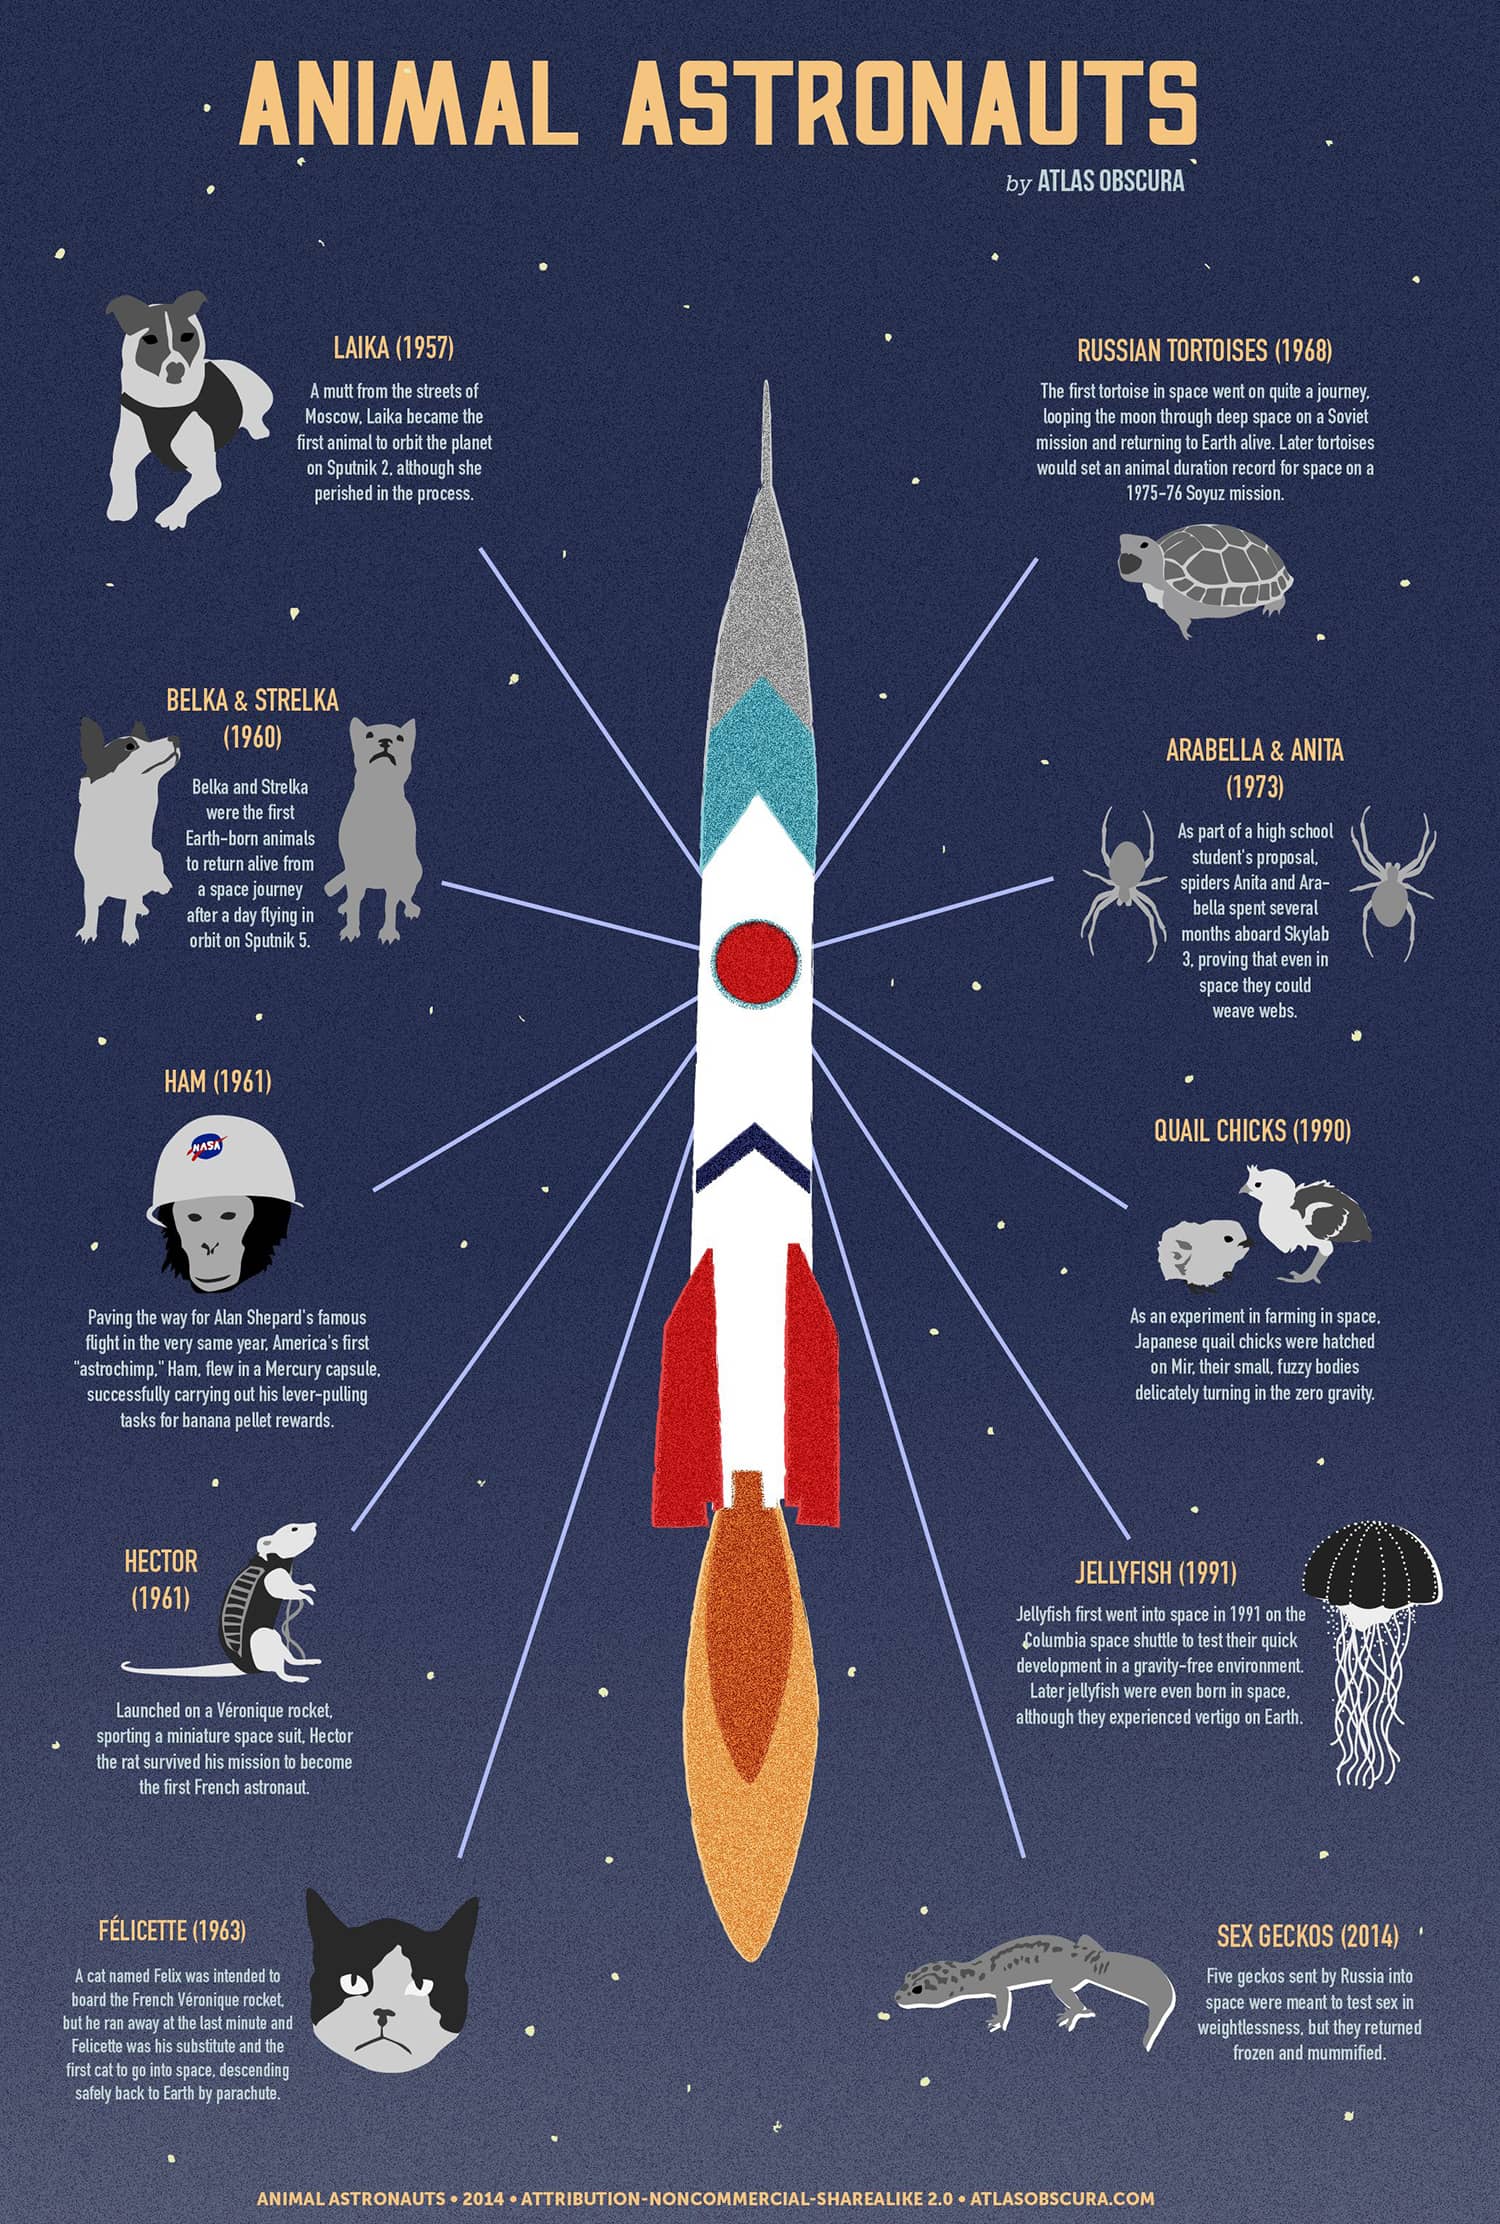 ANIMAL ASTRONAUTS
by ATLAS OBSCURA
LAIKA (1957)
A mutt from the streets of
Moscow, Laika became the
first animal to orbit the planet
on Sputnik 2, although she
perished in the process.
BELKA & STRELKA
(1960)
Belka and Strelka
were the first
Earth-born animals
to return alive from
a space journey
after a day flying in
orbit on Sputnik 5.
HAM (1961)
NASA
Paving the way for Alan Shepard's famous
flight in the very same year, America's first
"astrochimp," Ham, flew in a Mercury capsule,
successfully carrying out his lever-pulling
tasks for banana pellet rewards.
HECTOR
(1961)
Launched on a Véronique rocket,
sporting a miniature space suit, Hector
the rat survived his mission to become
the first French astronaut.
FÉLICETTE (1963)
A cat named Felix was intended to
board the French Véronique rocket,
but he ran away at the last minute and
Felicette was his substitute and the
first cat to go into space, descending
safely back to Earth by parachute.
RUSSIAN TORTOISES (1968)
The first tortoise in space went on quite a journey,
looping the moon through deep space on a Soviet
mission and returning to Earth alive. Later tortoises
would set an animal duration record for space on a
1975-76 Soyuz mission.
ARABELLA & ANITA
(1973)
As part of a high school
student's proposal,
spiders Anita and Ara-
bella spent several
months aboard Skylab
3, proving that even in
space they could
weave webs.
QUAIL CHICKS (1990)
As an experiment in farming in space,
Japanese quail chicks were hatched
on Mir, their small, fuzzy bodies
delicately turning in the zero gravity.
JELLYFISH (1991)
Jellyfish first went into space in 1991 on the
Columbia space shuttle to test their quick
development in a gravity-free environment.
Later jellyfish were even born in space,
although they experienced vertigo on Earth.
SEX GECKOS (2014)
Five geckos sent by Russia into
space were meant to test sex in
weightlessness, but they returned
frozen and mummified.
ANIMAL ASTRONAUTS • 2014 • ATTRIBUTION-NONCOMMERCIAL-SHAREALIKE 2.0 • ATLASOBSCURA.COM